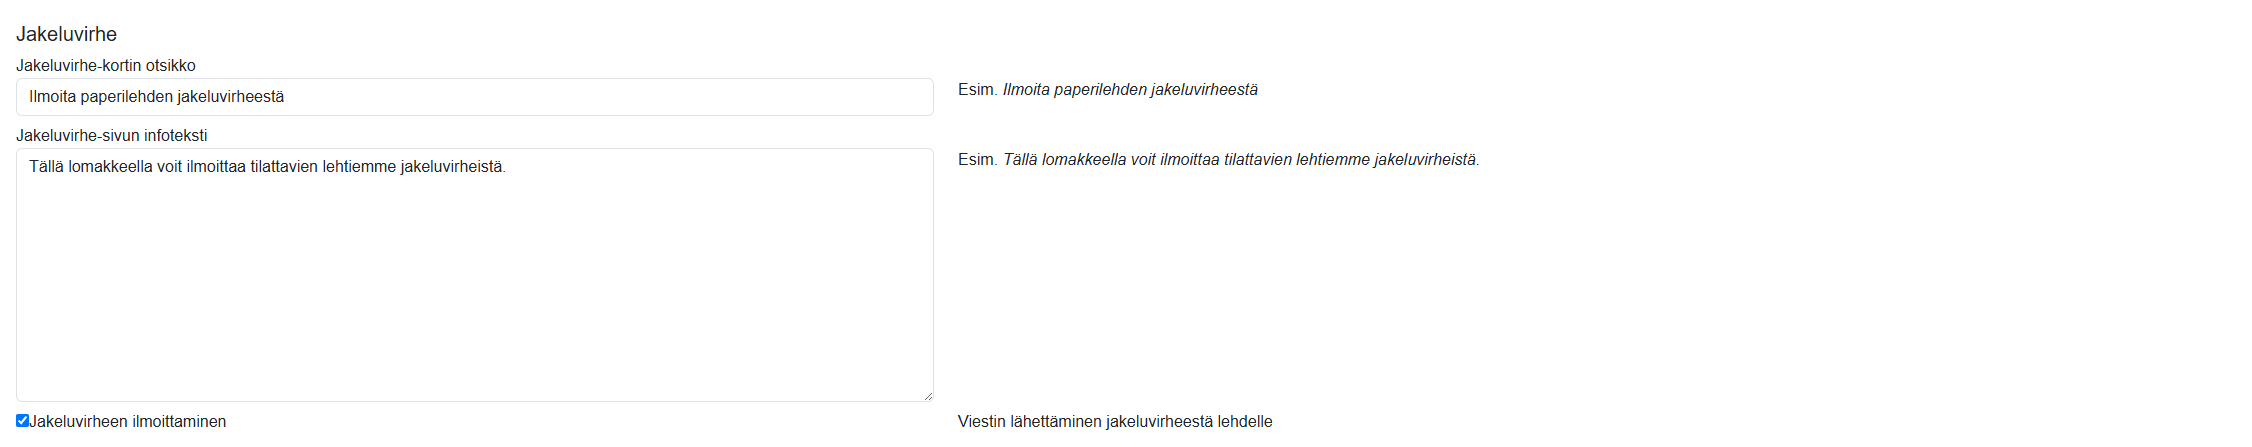 Jakeluvirhe
Jakeluvirhe-kortin otsikko
Ilmoita paperilehden jakeluvirheestä
Esim. Ilmoita paperilehden jakeluvirheestä
Jakeluvirhe-sivun infoteksti
Tällä lomakkeella voit ilmoittaa tilattavien lehtiemme jakeluvirheistä.
Esim. Tällä lomakkeella voit ilmoittaa tilattavien lehtiemme jakeluvirheistä.
Jakeluvirheen ilmoittaminen
Viestin lähettäminen jakeluvirheestä lehdelle